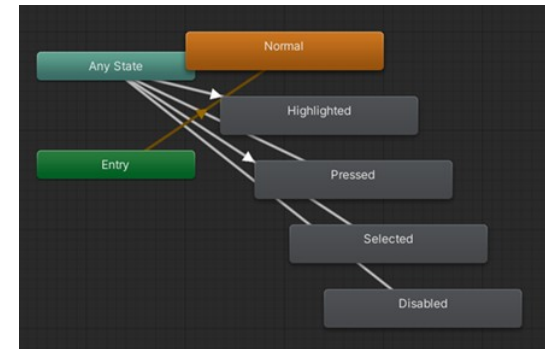 Normal
Any State
Highlighted
Entry
Pressed
Selected
Disabled